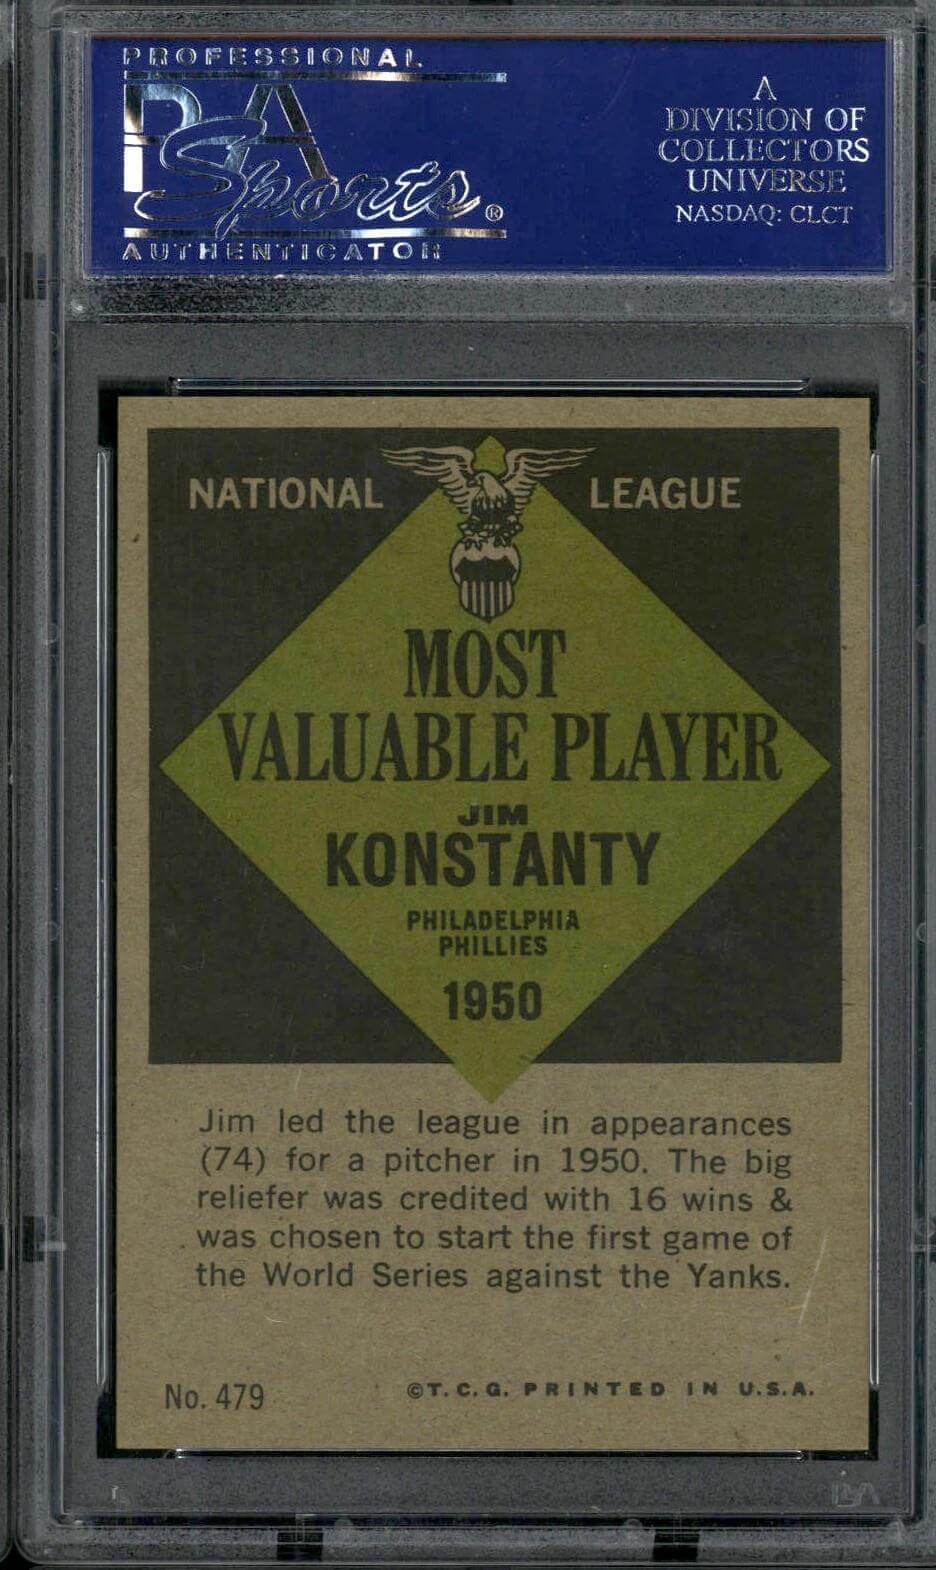 PROFESSIONAL
PSA
Sports®
AUTHENTICATOR
A
DIVISION OF
COLLECTORS
UNIVERSE
NASDAQ: CLCT
NATIONAL LEAGUE
MOST
VALUABLE PLAYER
JIM
KONSTANTY
PHILADELPHIA
PHILLIES
1950
Jim led the league in appearances
(74) for a pitcher in 1950. The big
reliefer was credited with 16 wins &
was chosen to start the first game of
the World Series against the Yanks.
No. 479 ©T.C.G. PRINTED IN U.S.A.
PSA